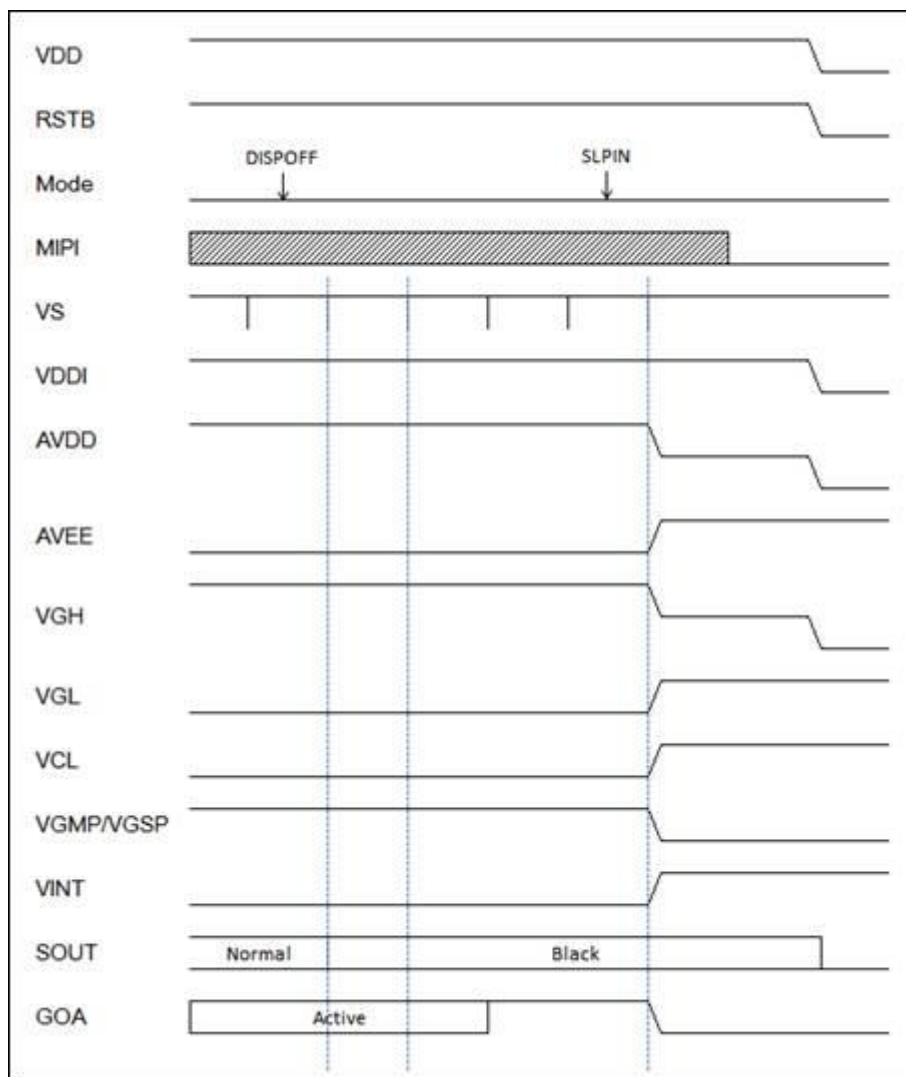 VDD
RSTB
DISPOFF SLPIN
Mode
MIPI
VS
VDDI
AVDD
AVEE
VGH
VGL
VCL
VGMP/VGSP
VINT
SOUT Normal Black
GOA Active